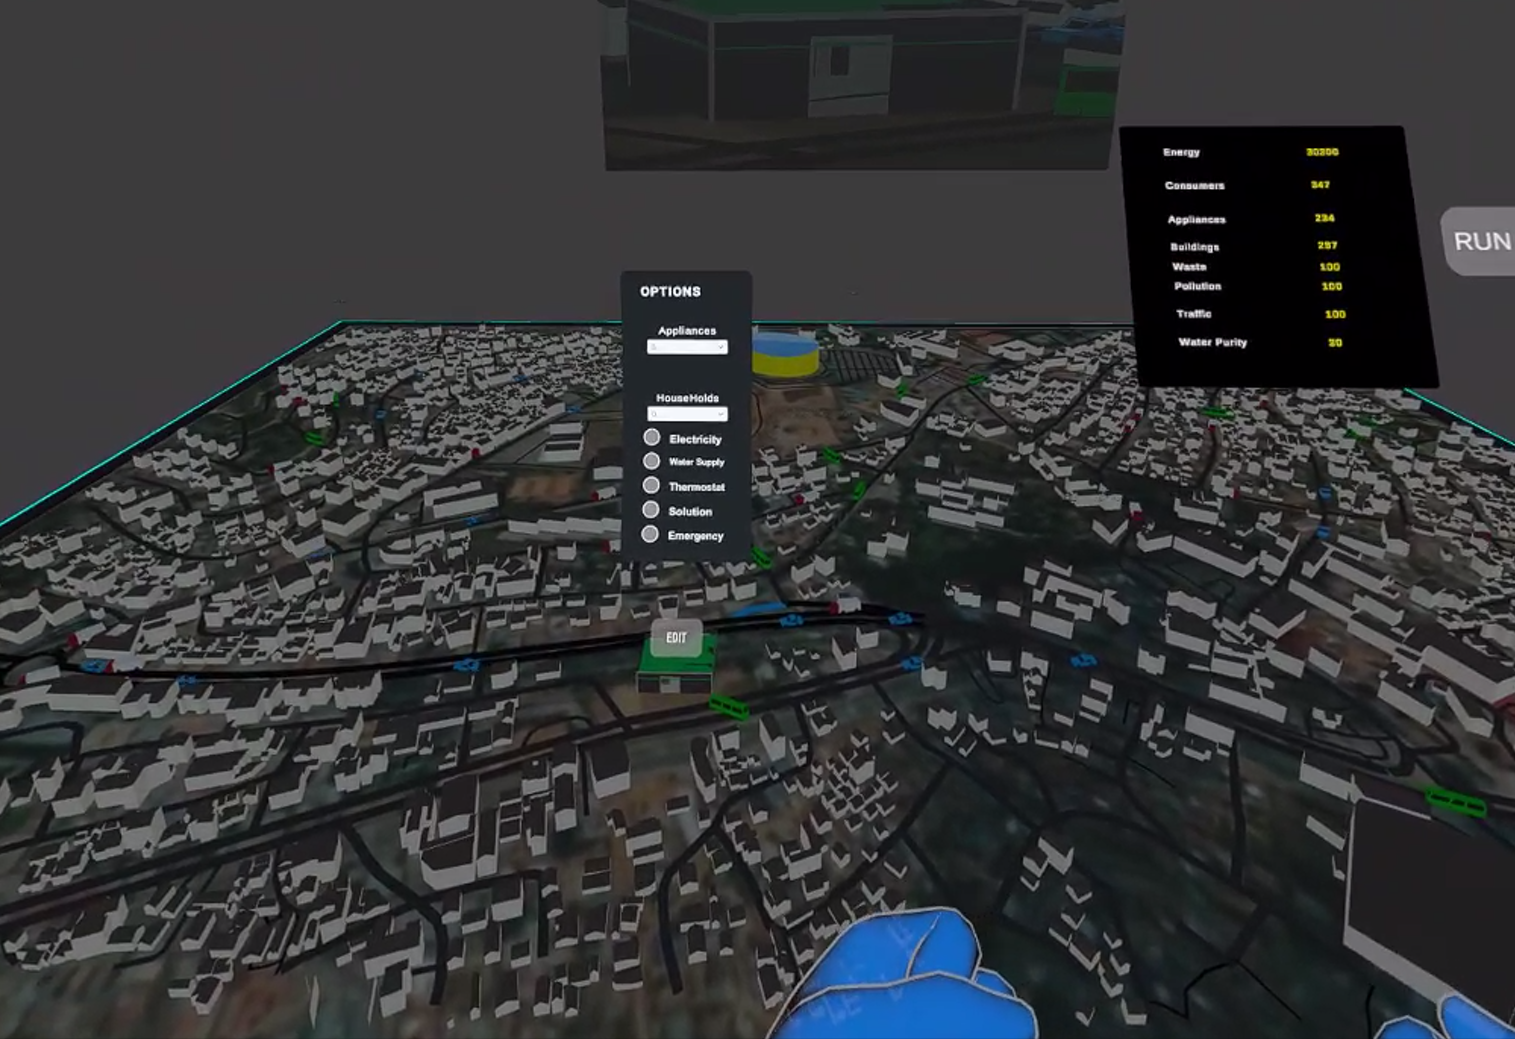 Energy 30200
Consumers 347
Appliances 234
Buildings 297
Waste 100
Pollution 100
Traffic 100
Water Purity 20
RUN
OPTIONS
Appliances
HouseHolds
Electricity
Water Supply
Thermostat
Solution
Emergency
EDIT